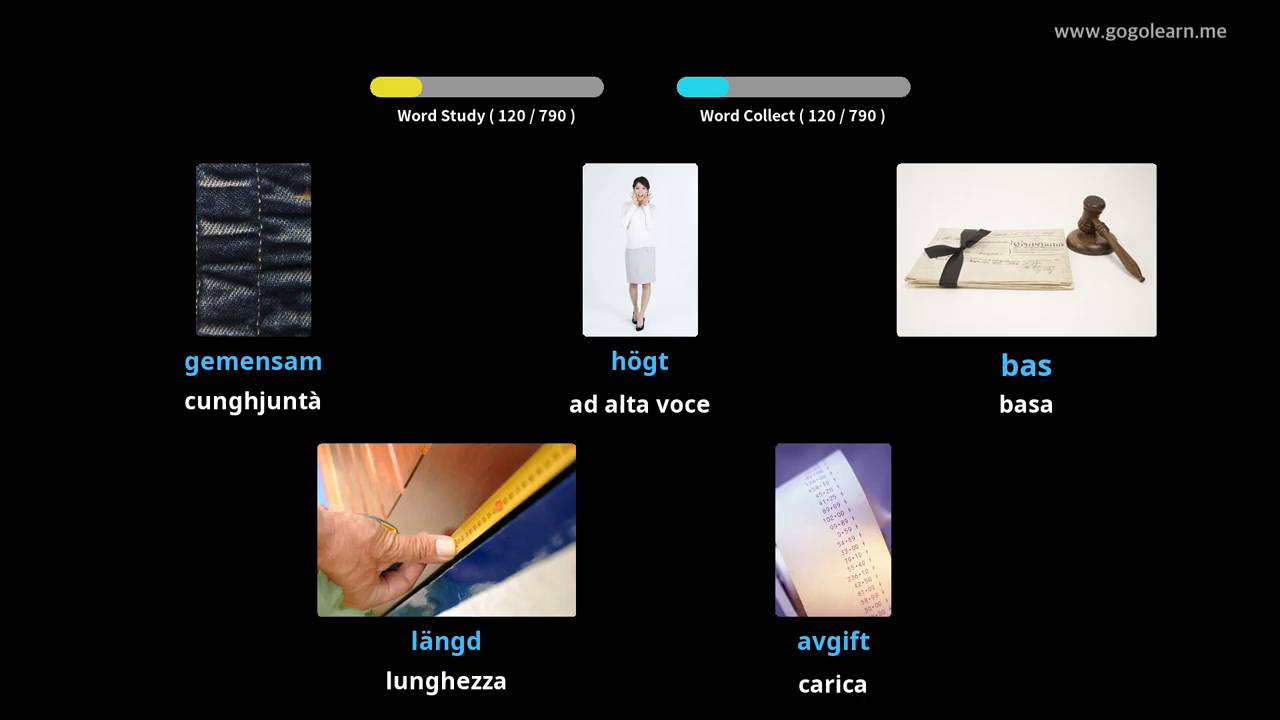 www.gogolearn.me
Word Study ( 120 / 790 )
Word Collect ( 120 / 790 )
gemensam
cunghjuntà
högt
ad alta voce
bas
basa
längd
lunghezza
avgift
carica